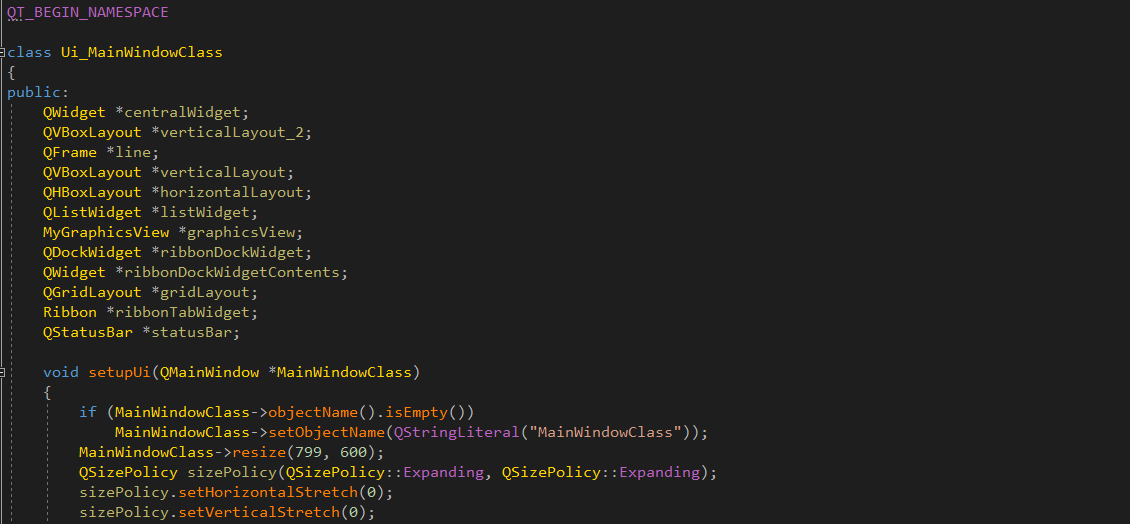 QT_BEGIN_NAMESPACE
class Ui_MainWindowClass
{
public:
    QWidget *centralWidget;
    QVBoxLayout *verticalLayout_2;
    QFrame *line;
    QVBoxLayout *verticalLayout;
    QHBoxLayout *horizontalLayout;
    QListWidget *listWidget;
    MyGraphicsView *graphicsView;
    QDockWidget *ribbonDockWidget;
    QWidget *ribbonDockWidgetContents;
    QGridLayout *gridLayout;
    Ribbon *ribbonTabWidget;
    QStatusBar *statusBar;
    void setupUi(QMainWindow *MainWindowClass)
    {
        if (MainWindowClass->objectName().isEmpty())
            MainWindowClass->setObjectName(QStringLiteral("MainWindowClass"));
        MainWindowClass->resize(799, 600);
        QSizePolicy sizePolicy(QSizePolicy::Expanding, QSizePolicy::Expanding);
        sizePolicy.setHorizontalStretch(0);
        sizePolicy.setVerticalStretch(0);